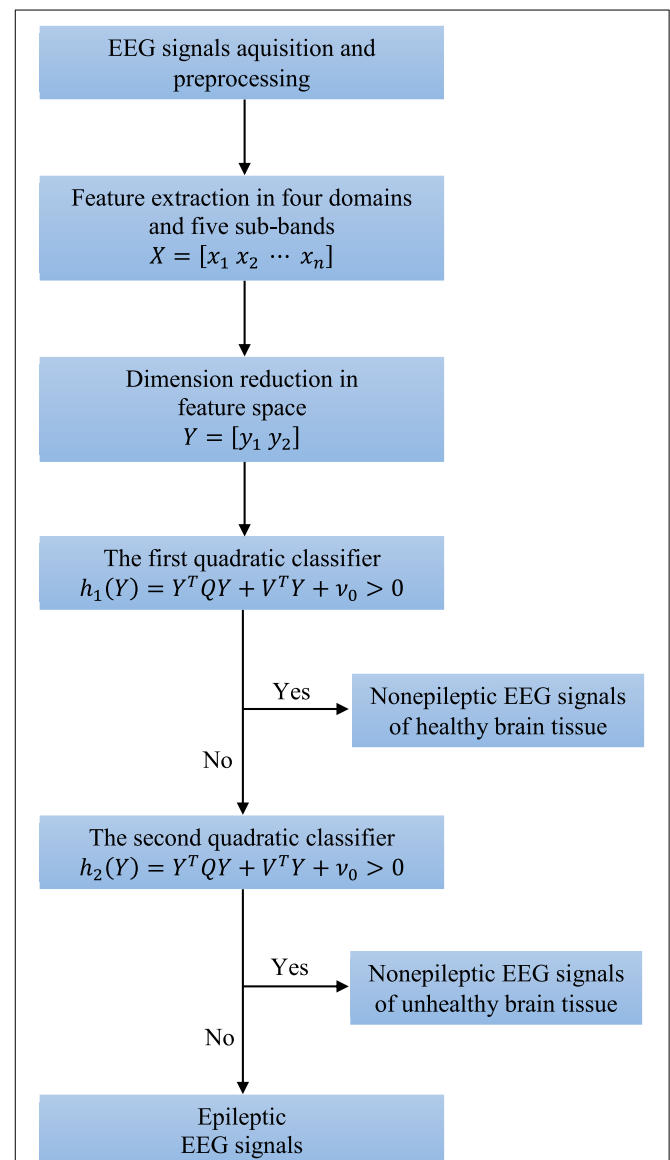 EEG signals aquisition and
preprocessing
Feature extraction in four domains
and five sub-bands
X = [x₁ x₂ ⋯ xₙ]
Dimension reduction in
feature space
Y = [y₁ y₂]
The first quadratic classifier
h₁(Y) = YᵀQY + VᵀY + ν₀ > 0
Yes
Nonepileptic EEG signals
of healthy brain tissue
No
The second quadratic classifier
h₂(Y) = YᵀQY + VᵀY + ν₀ > 0
Yes
Nonepileptic EEG signals
of unhealthy brain tissue
No
Epileptic
EEG signals